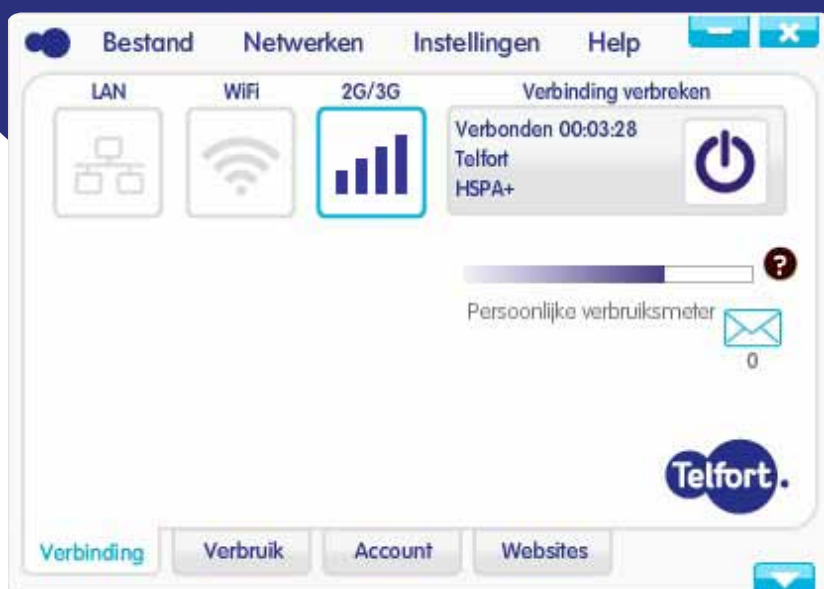 Bestand Netwerken Instellingen Help
LAN WiFi 2G/3G Verbinding verbreken
Verbonden 00:03:28
Telfort
HSPA+
?
Persoonlijke verbruiksmeter
0
Telfort.
Verbinding Verbruik Account Websites